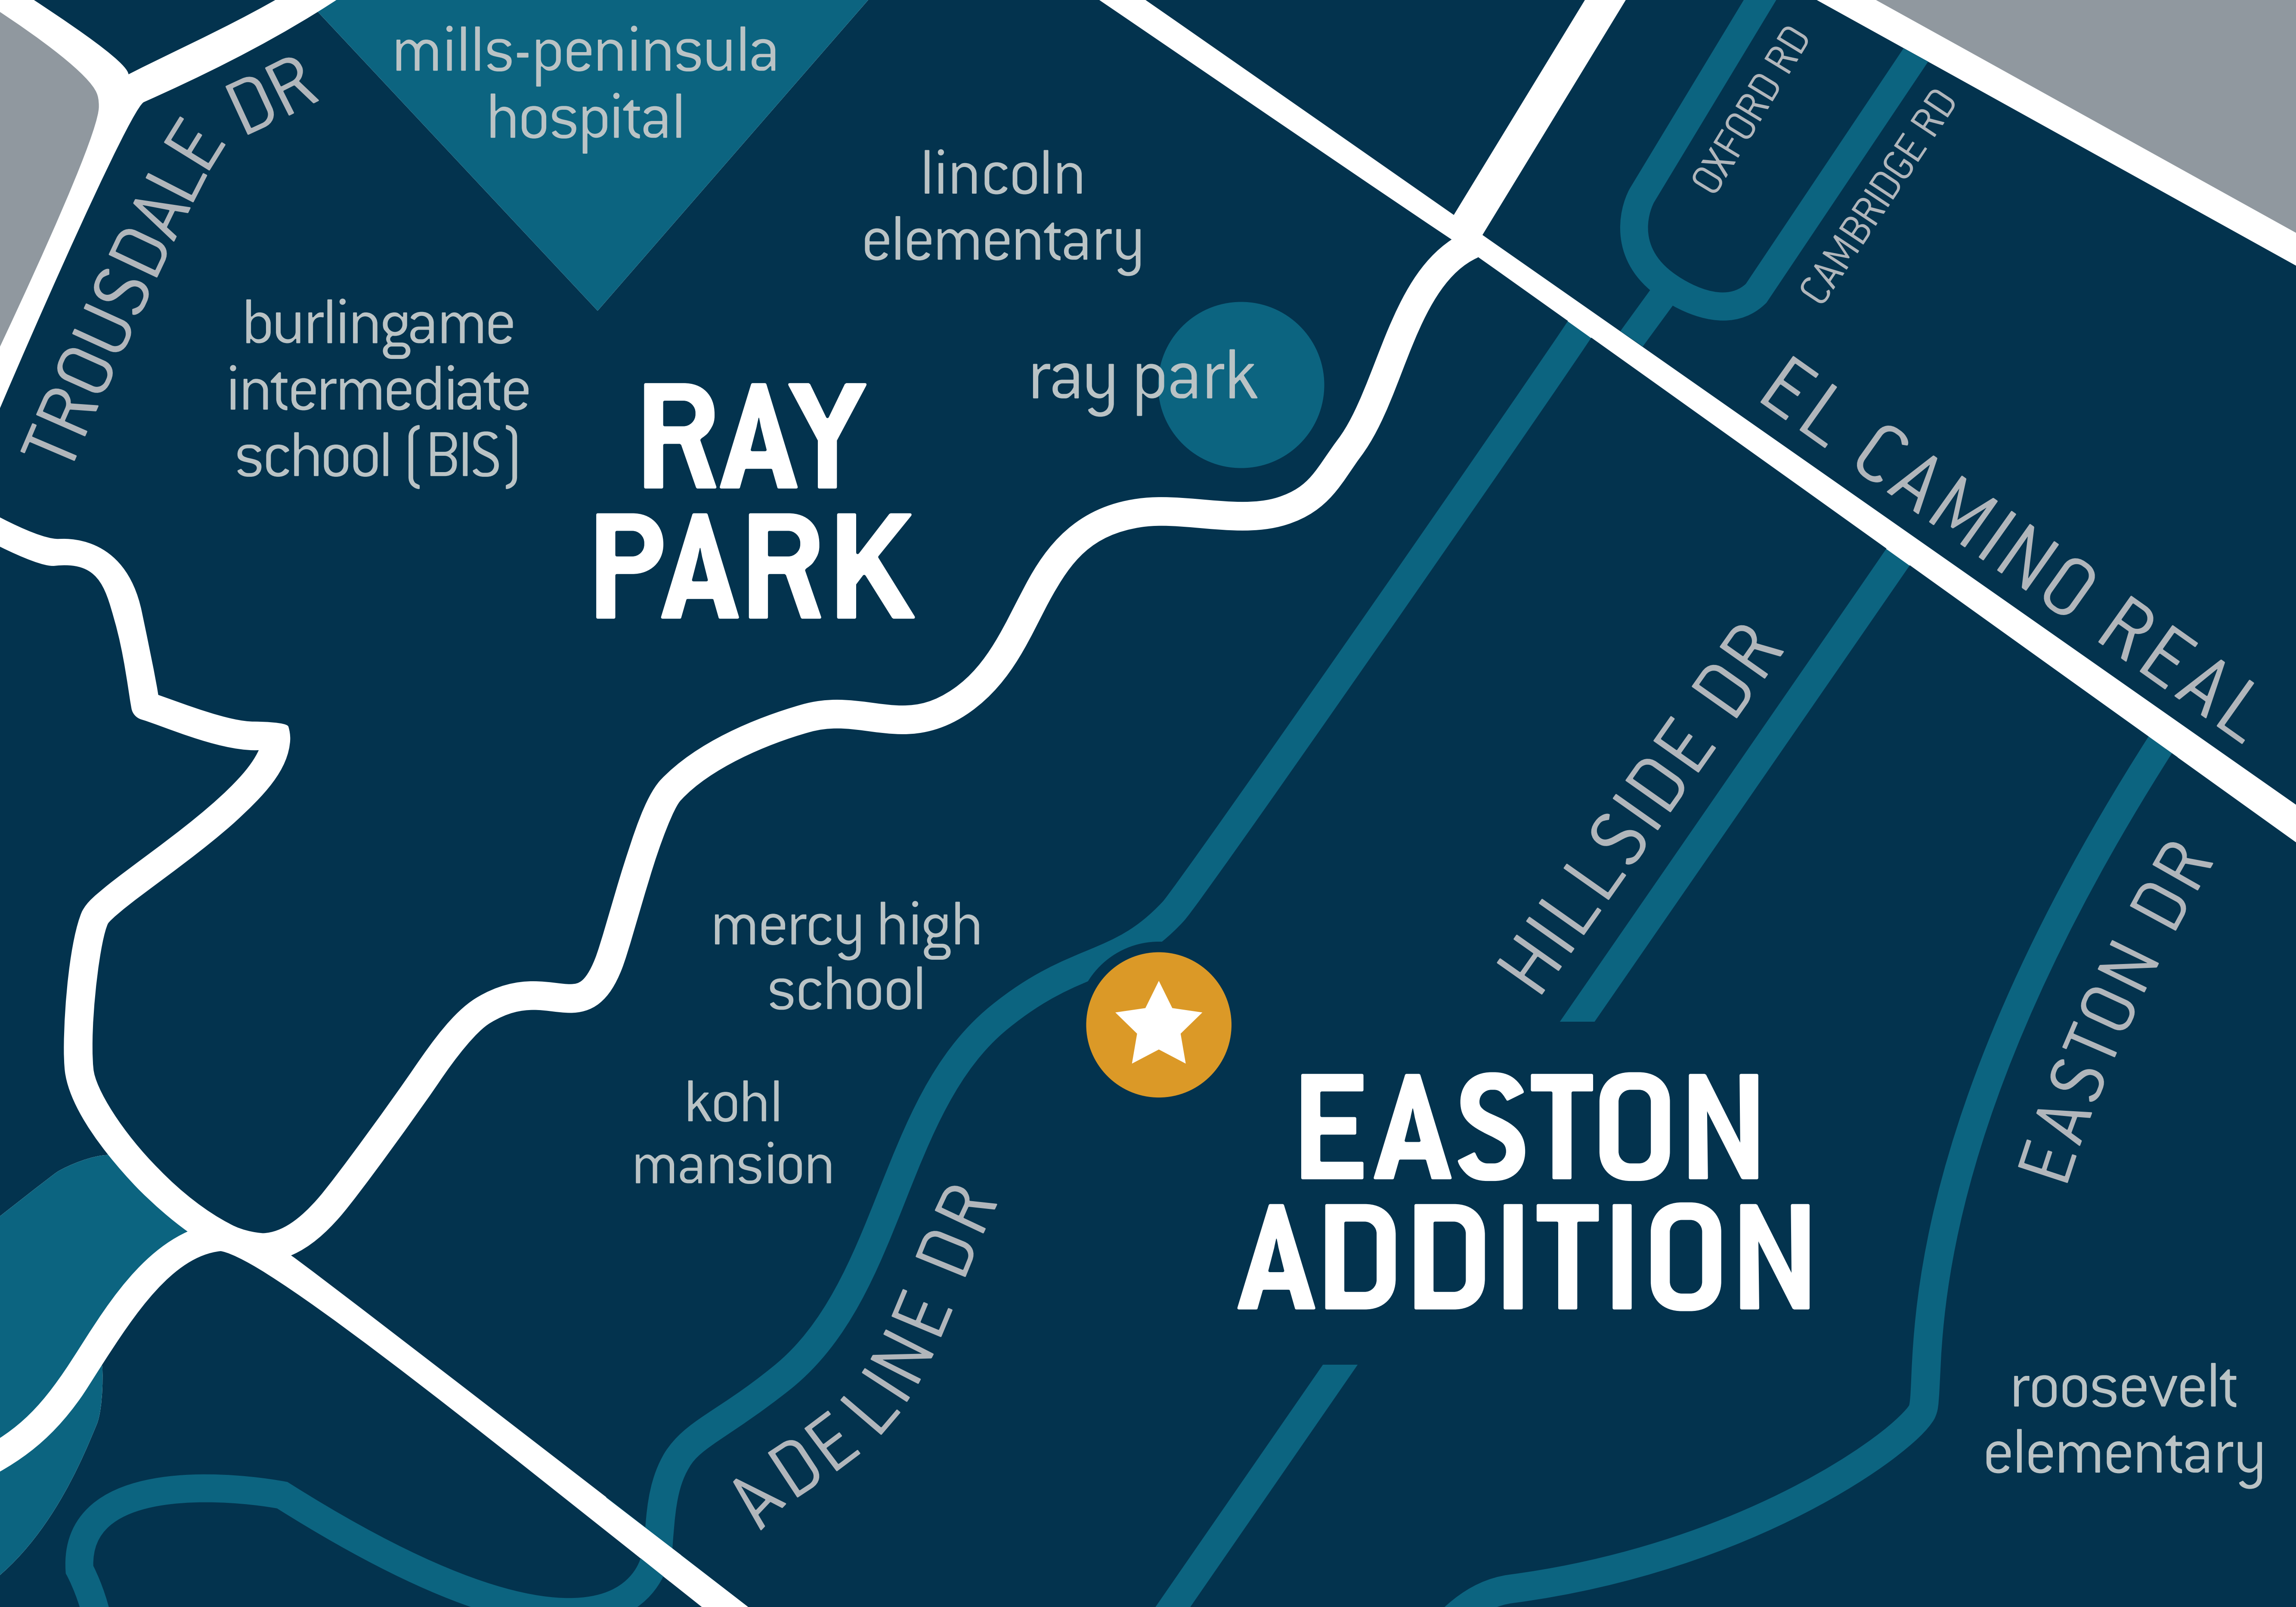 mills-peninsula
hospital
TROUSDALE DR
OXFORD RD
CAMBRIDGE RD
lincoln
elementary
burlingame
intermediate
school (BIS)
ray park
RAY
PARK
EL CAMINO REAL
HILLSIDE DR
EASTON DR
mercy high
school
kohl
mansion
EASTON
ADDITION
ADELINE DR
roosevelt
elementary